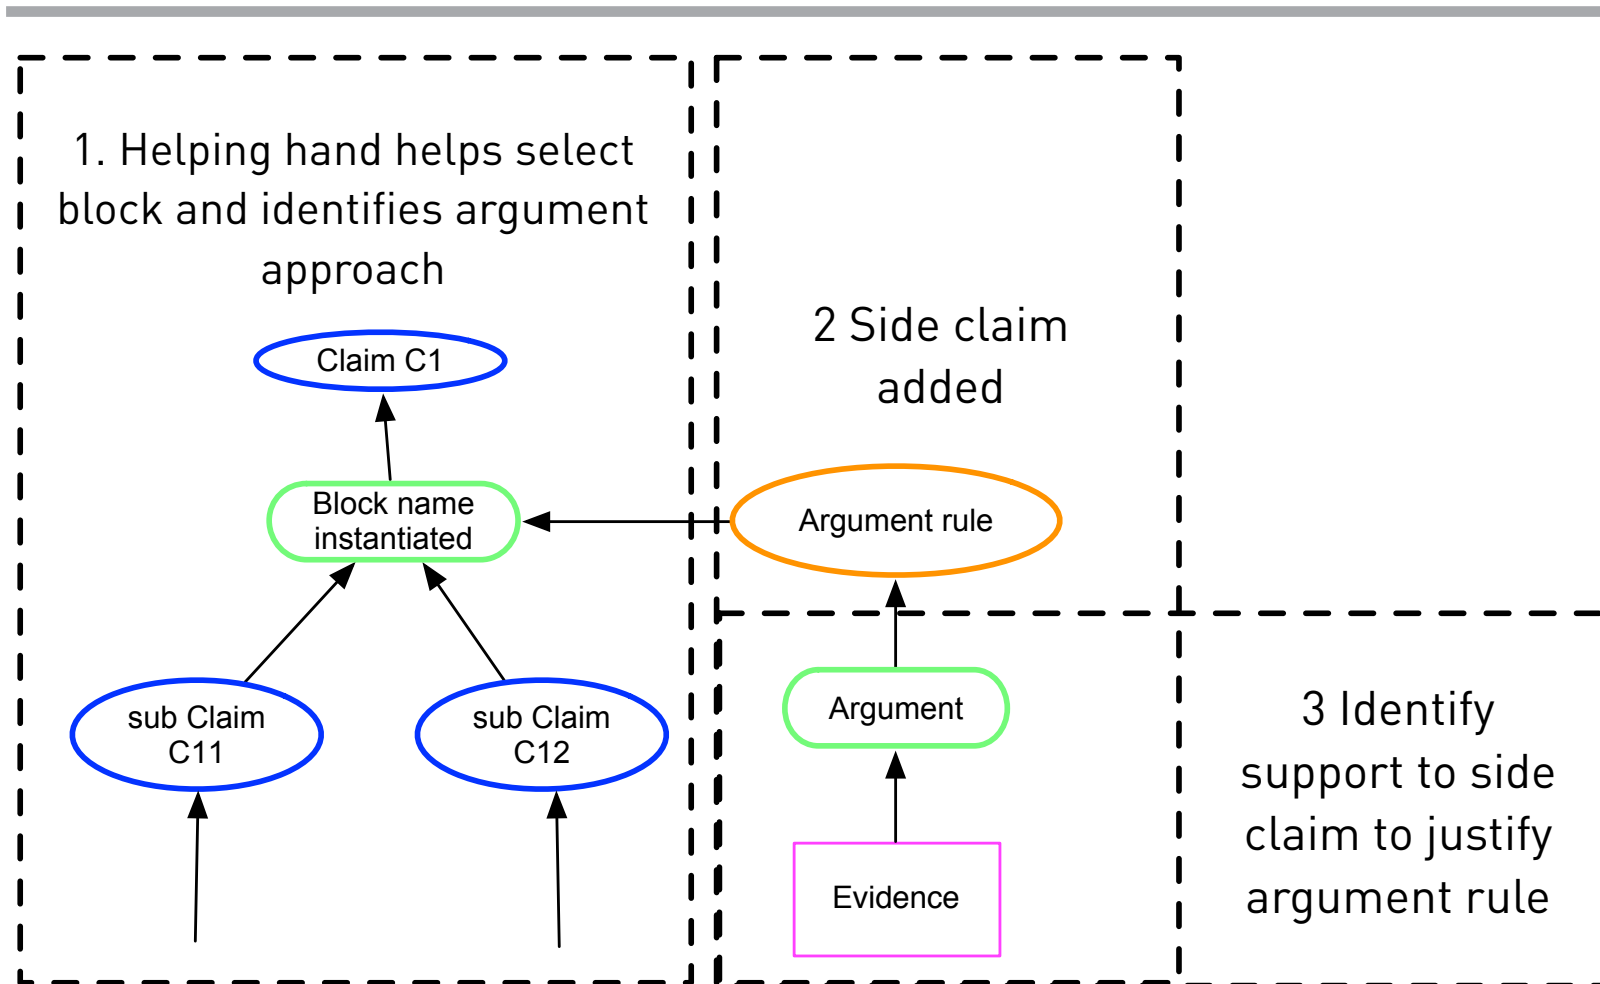 1. Helping hand helps select
block and identifies argument
approach
Claim C1
Block name
instantiated
sub Claim
C11
sub Claim
C12
2 Side claim
added
Argument rule
Argument
Evidence
3 Identify
support to side
claim to justify
argument rule